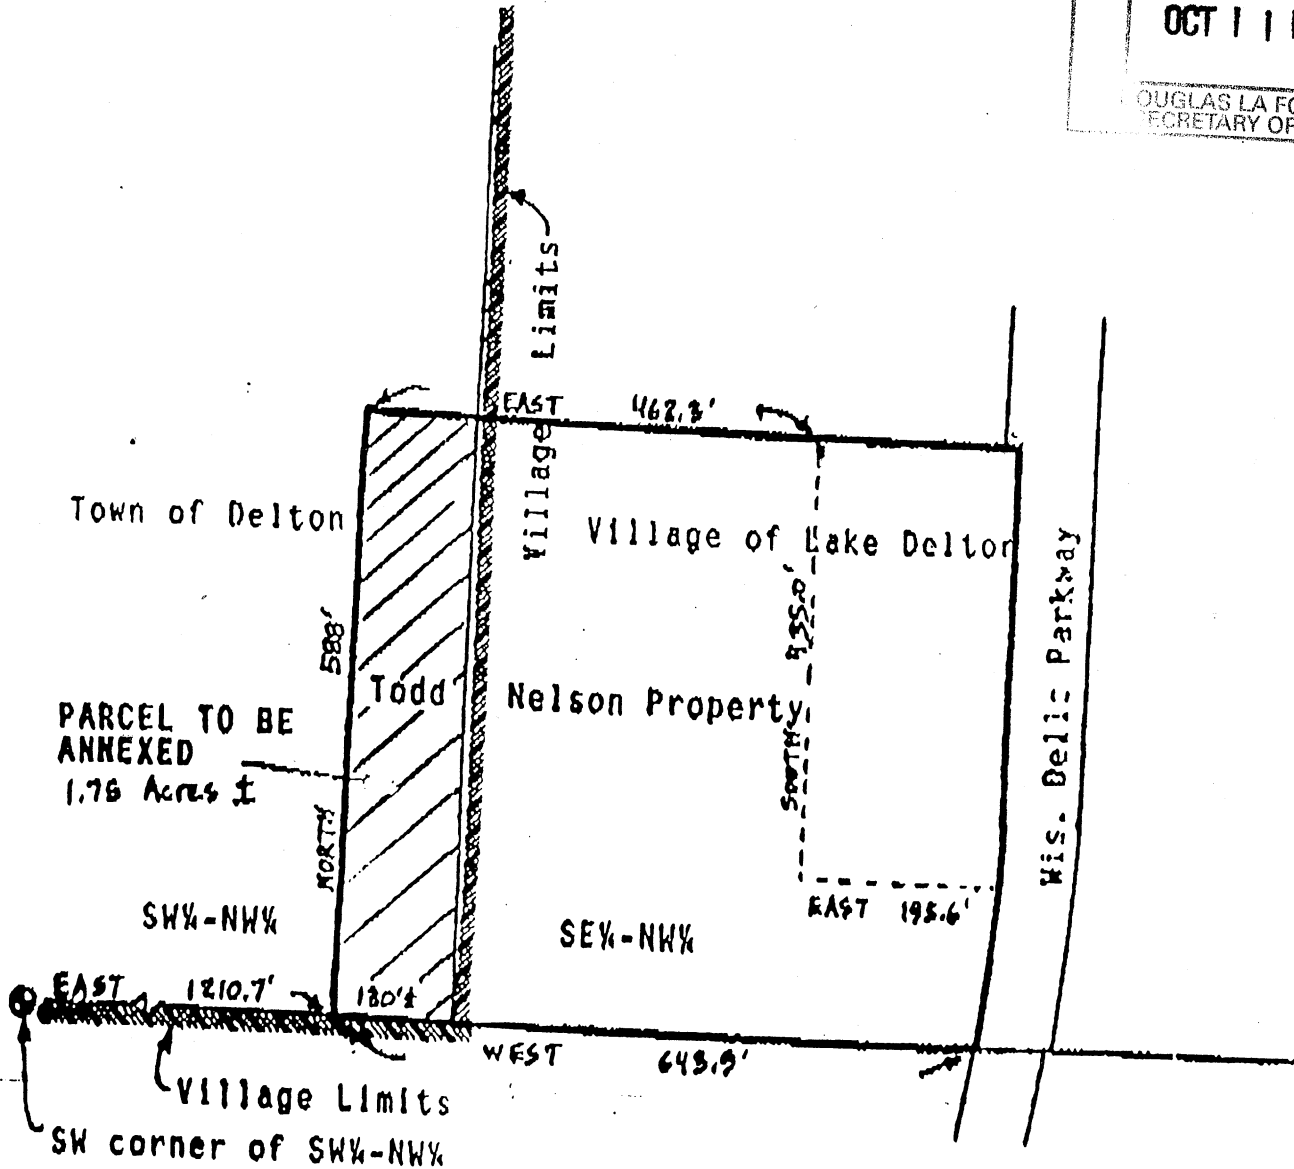 OCT 11
OUGLAS LA FO
ECRETARY OF
Village Limits
EAST 462.3'
Town of Delton
Village of Lake Delton
588'
NORTH
Todd
Nelson Property
SOUTH 435.0'
Wis. Dells Parkway
PARCEL TO BE
ANNEXED
1.76 Acres ±
EAST 195.6'
SW¼-NW¼
SE¼-NW¼
EAST 1210.7'
130'±
WEST 643.9'
Village Limits
SW corner of SW¼-NW¼